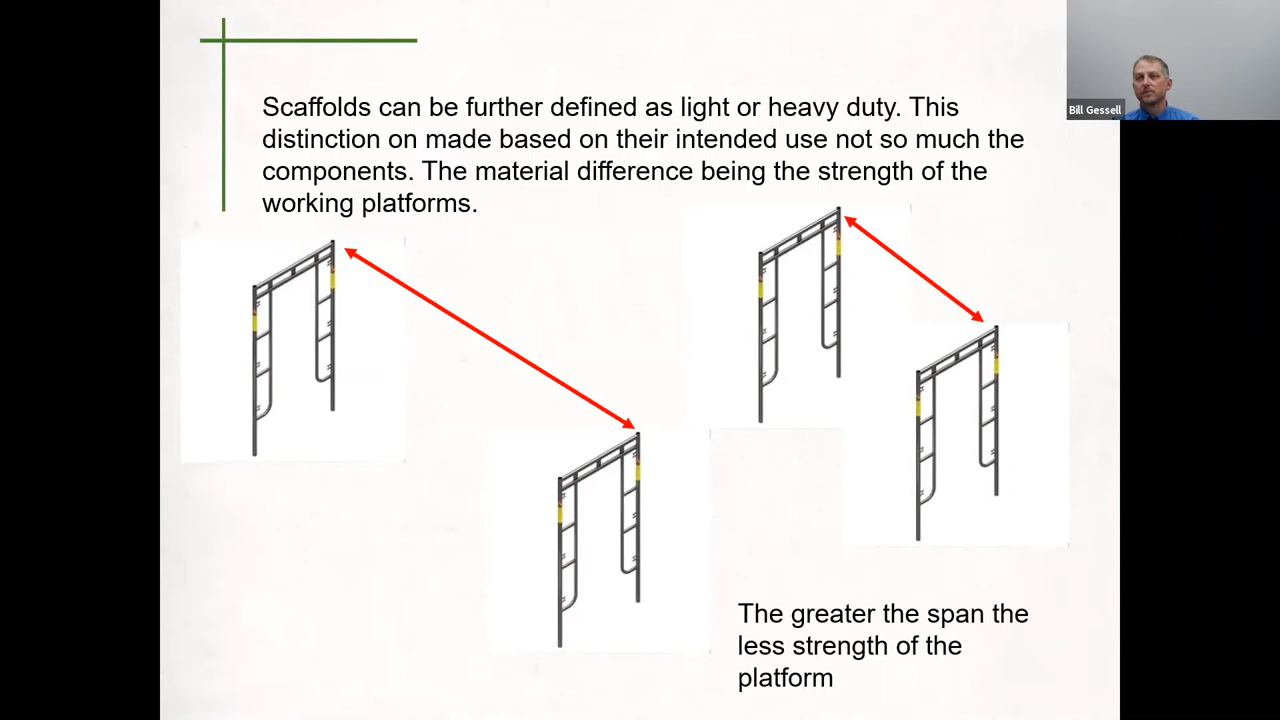 Bill Gessell
Scaffolds can be further defined as light or heavy duty. This
distinction on made based on their intended use not so much the
components. The material difference being the strength of the
working platforms.
The greater the span the
less strength of the
platform